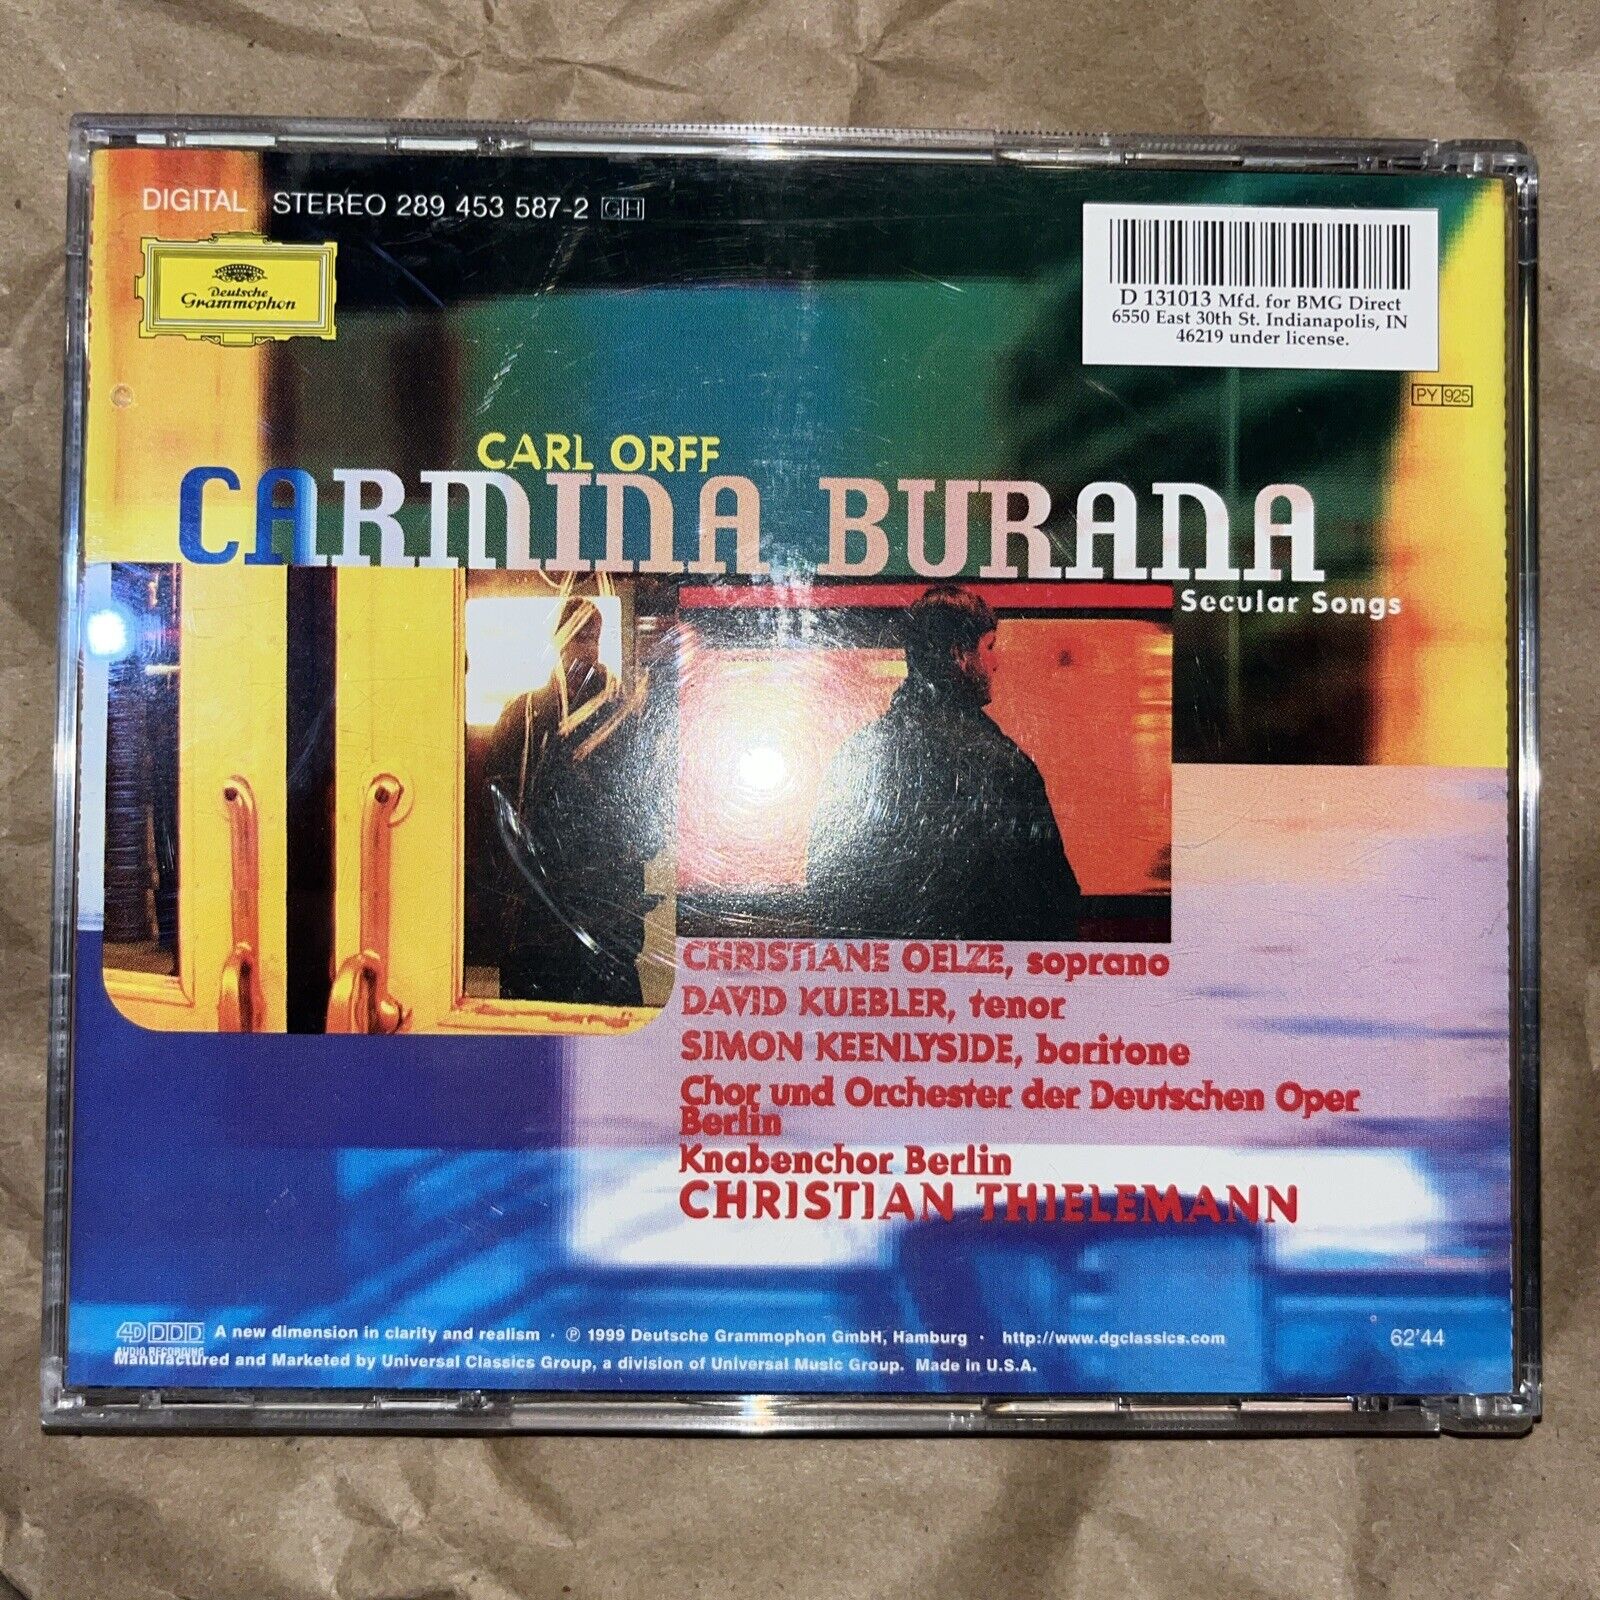 DIGITAL STEREO 289 453 587-2 GH
Deutsche
Grammophon
D 131013 Mfd. for BMG Direct
6550 East 30th St. Indianapolis, IN
46219 under license.
PY 925
CARL ORFF
CARMINA BURANA
Secular Songs
CHRISTIANE OELZE, soprano
DAVID KUEBLER, tenor
SIMON KEENLYSIDE, baritone
Chor und Orchester der Deutschen Oper
Berlin
Knabenchor Berlin
CHRISTIAN THIELEMANN
4D DDD A new dimension in clarity and realism · ℗ 1999 Deutsche Grammophon GmbH, Hamburg · http://www.dgclassics.com 62'44
AUDIO RECORDING
Manufactured and Marketed by Universal Classics Group, a division of Universal Music Group. Made in U.S.A.